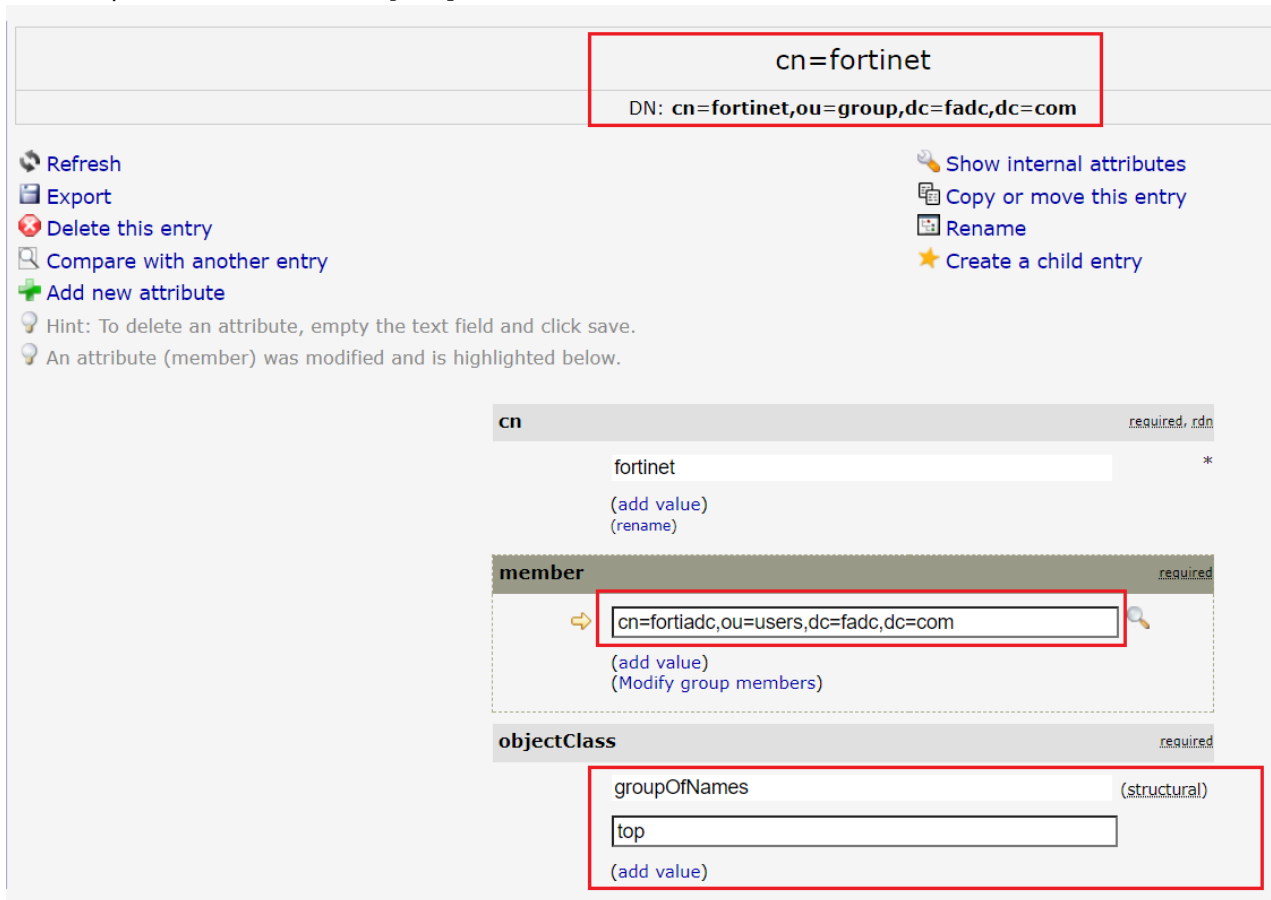 cn=fortinet
DN: cn=fortinet,ou=group,dc=fadc,dc=com
Refresh
Export
Delete this entry
Compare with another entry
Add new attribute
Hint: To delete an attribute, empty the text field and click save.
An attribute (member) was modified and is highlighted below.
Show internal attributes
Copy or move this entry
Rename
Create a child entry
cn required, rdn
fortinet *
(add value)
(rename)
member required
cn=fortiadc,ou=users,dc=fadc,dc=com
(add value)
(Modify group members)
objectClass required
groupOfNames (structural)
top
(add value)